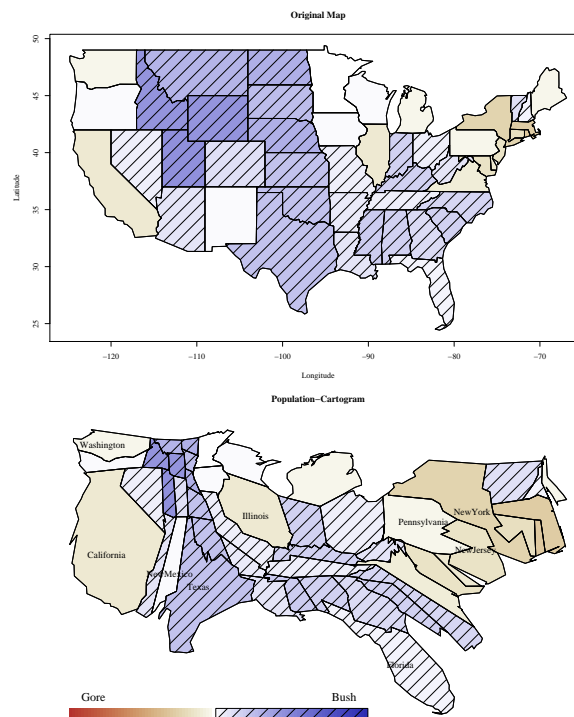 Original Map
50
45
40
35
30
25
Latitude
-120 -110 -100 -90 -80 -70
Longitude
Population-Cartogram
Washington
California
NewMexico
Texas
Illinois
NewYork
Pennsylvania
NewJersey
Florida
Gore Bush